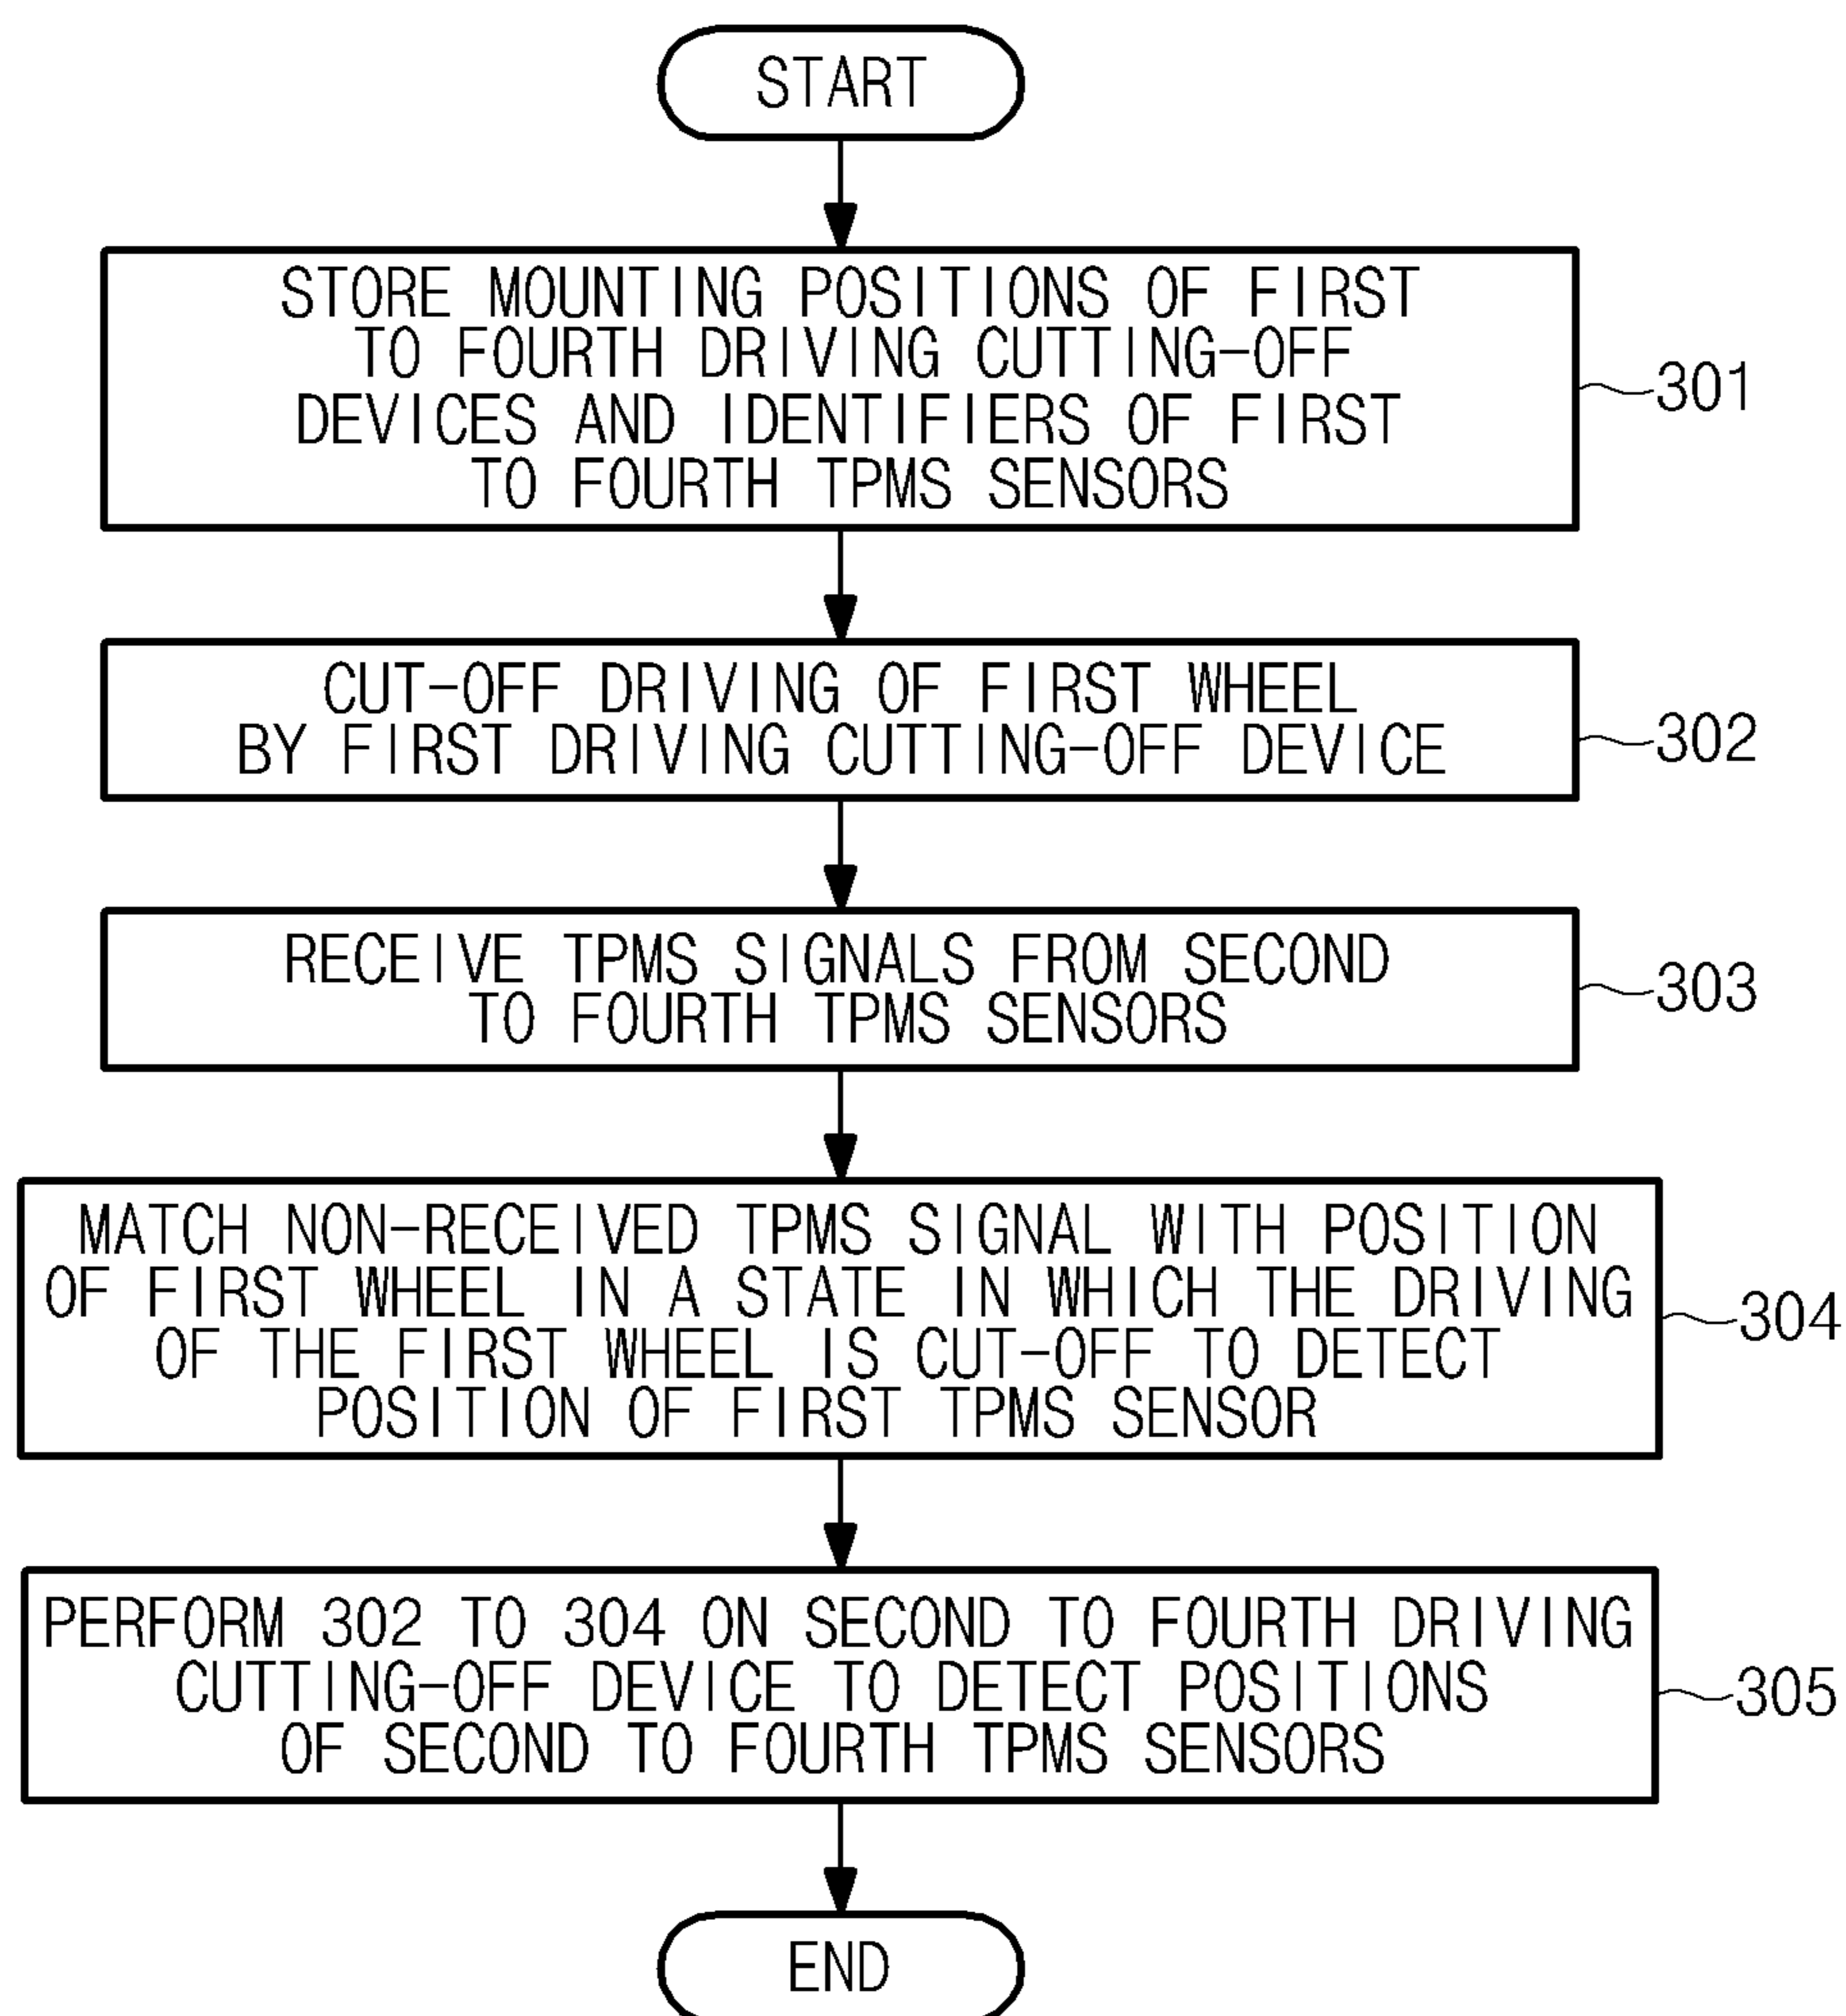 START
STORE MOUNTING POSITIONS OF FIRST
TO FOURTH DRIVING CUTTING-OFF
DEVICES AND IDENTIFIERS OF FIRST
TO FOURTH TPMS SENSORS
301
CUT-OFF DRIVING OF FIRST WHEEL
BY FIRST DRIVING CUTTING-OFF DEVICE
302
RECEIVE TPMS SIGNALS FROM SECOND
TO FOURTH TPMS SENSORS
303
MATCH NON-RECEIVED TPMS SIGNAL WITH POSITION
OF FIRST WHEEL IN A STATE IN WHICH THE DRIVING
OF THE FIRST WHEEL IS CUT-OFF TO DETECT
POSITION OF FIRST TPMS SENSOR
304
PERFORM 302 TO 304 ON SECOND TO FOURTH DRIVING
CUTTING-OFF DEVICE TO DETECT POSITIONS
OF SECOND TO FOURTH TPMS SENSORS
305
END